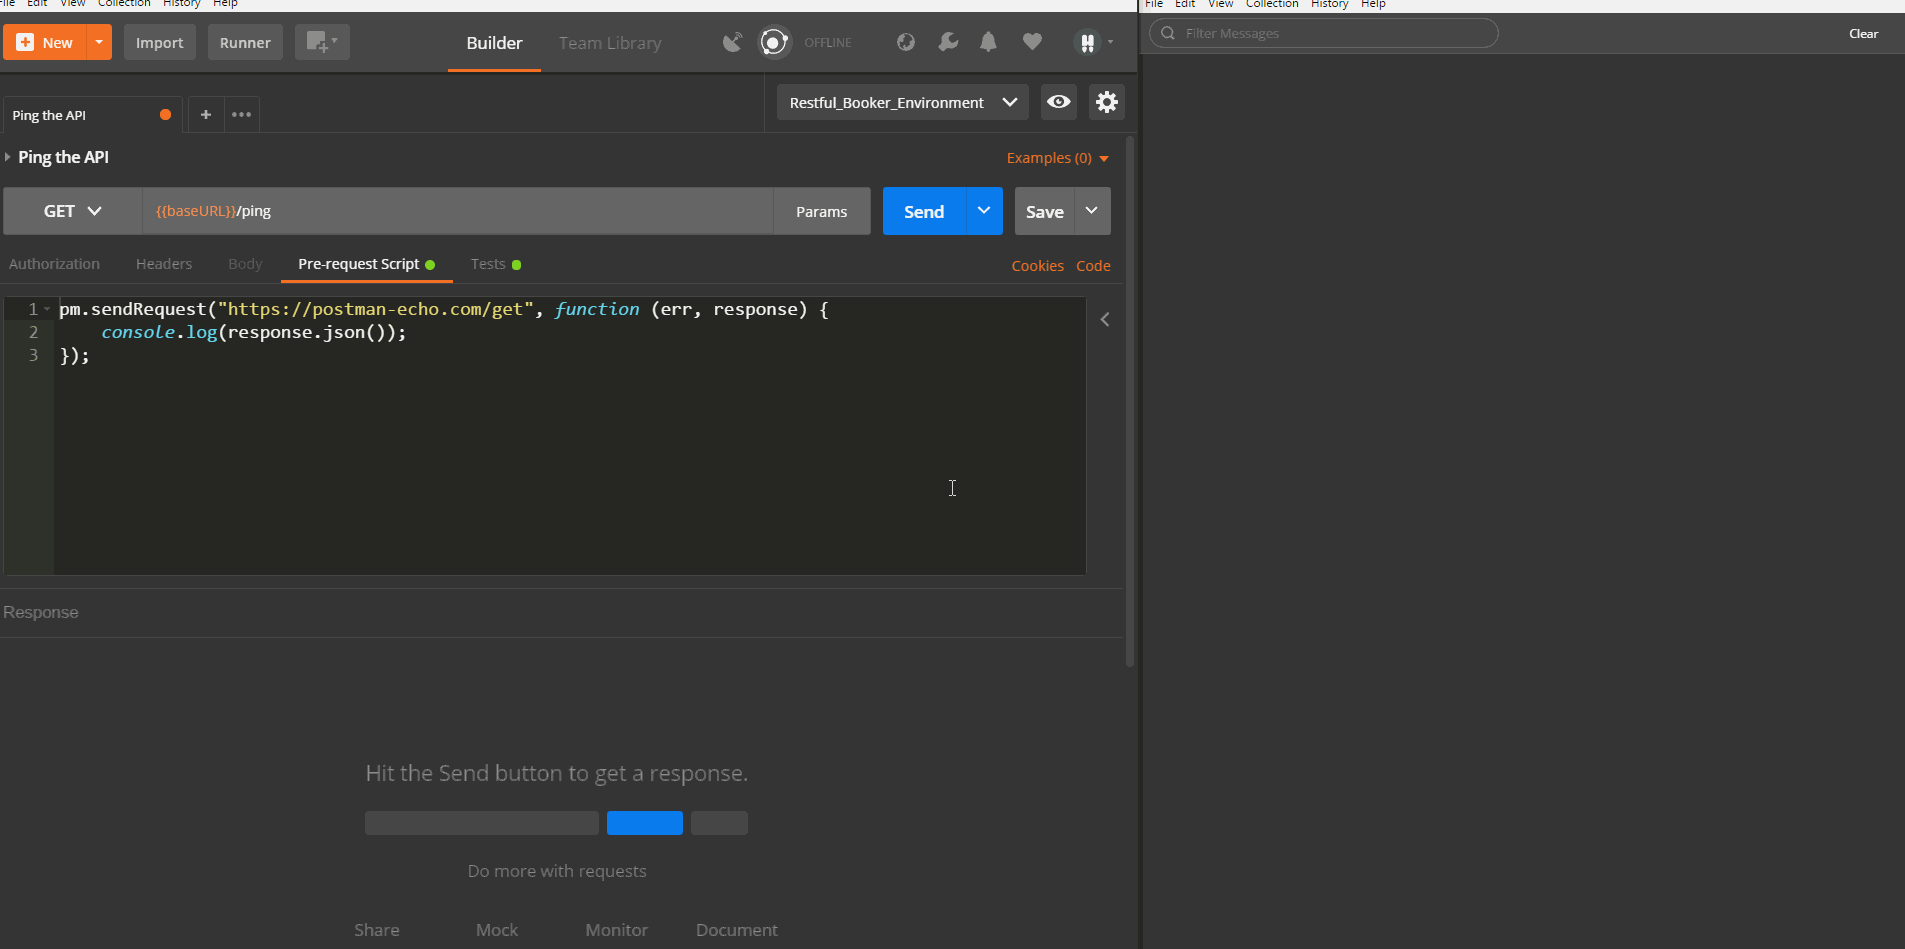 File Edit View Collection History Help
New Import Runner Builder Team Library OFFLINE
Ping the API + ••• Restful_Booker_Environment
Ping the API Examples (0)
GET {{baseURL}}/ping Params Send Save
Authorization Headers Body Pre-request Script Tests Cookies Code
1 pm.sendRequest("https://postman-echo.com/get", function (err, response) {
2 console.log(response.json());
3 });
Response
Hit the Send button to get a response.
Do more with requests
Share Mock Monitor Document
File Edit View Collection History Help
Filter Messages Clear